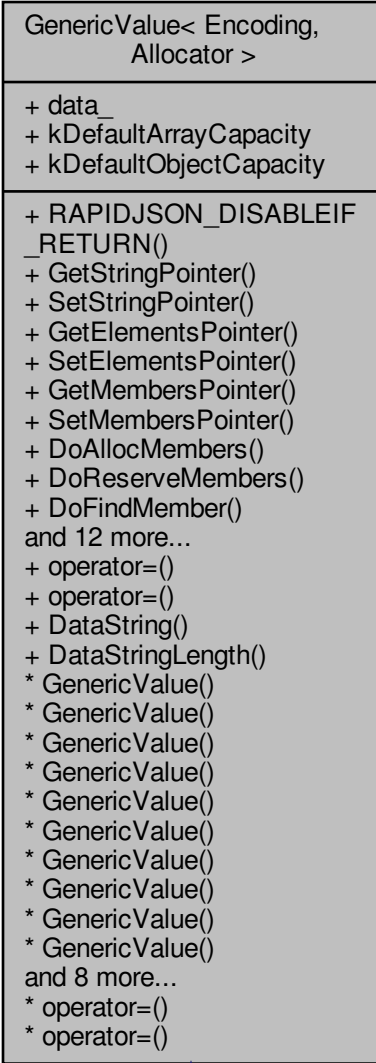 GenericValue< Encoding,
Allocator >
+ data_
+ kDefaultArrayCapacity
+ kDefaultObjectCapacity
+ RAPIDJSON_DISABLEIF
_RETURN()
+ GetStringPointer()
+ SetStringPointer()
+ GetElementsPointer()
+ SetElementsPointer()
+ GetMembersPointer()
+ SetMembersPointer()
+ DoAllocMembers()
+ DoReserveMembers()
+ DoFindMember()
and 12 more...
+ operator=()
+ operator=()
+ DataString()
+ DataStringLength()
* GenericValue()
* GenericValue()
* GenericValue()
* GenericValue()
* GenericValue()
* GenericValue()
* GenericValue()
* GenericValue()
* GenericValue()
* GenericValue()
and 8 more...
* operator=()
* operator=()